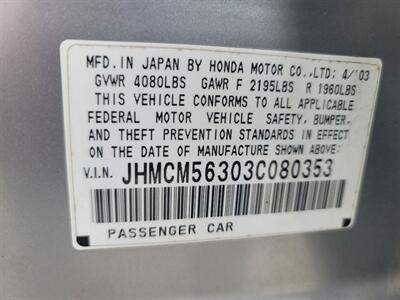 MFD. IN JAPAN BY HONDA MOTOR CO., LTD; 4/'03
GVWR 4080LBS GAWR F 2195LBS R 1960LBS
THIS VEHICLE CONFORMS TO ALL APPLICABLE
FEDERAL MOTOR VEHICLE SAFETY, BUMPER,
AND THEFT PREVENTION STANDARDS IN EFFECT
ON THE DATE OF MANUFACTURE SHOWN ABOVE:
V.I.N. JHMCM56303C080353
PASSENGER CAR